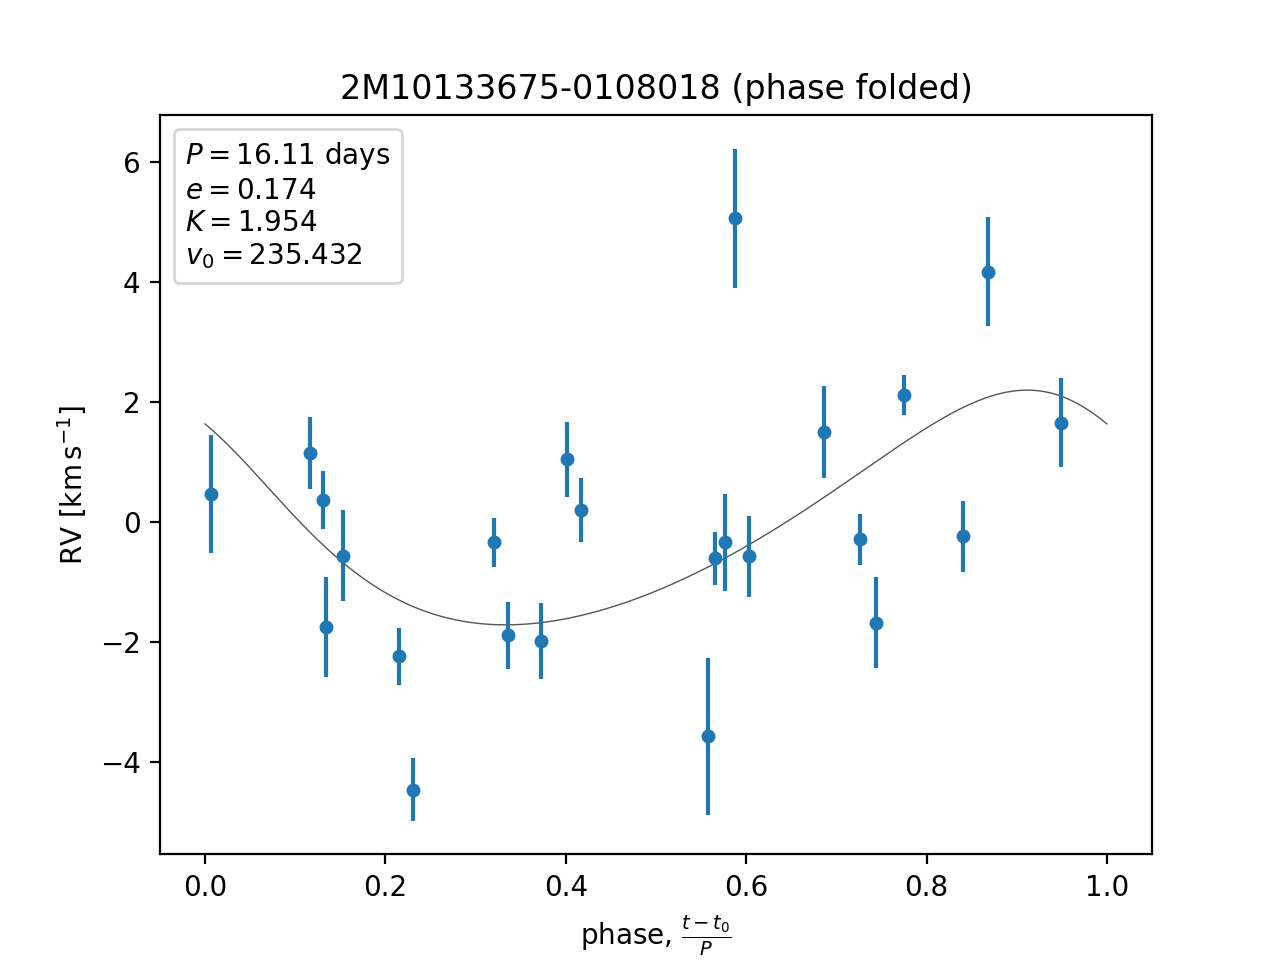 2M10133675-0108018 (phase folded)
P = 16.11 days
e = 0.174
K = 1.954
v₀ = 235.432
6
4
2
0
−2
−4
RV [km s⁻¹]
0.0 0.2 0.4 0.6 0.8 1.0
phase, (t − t₀)/P